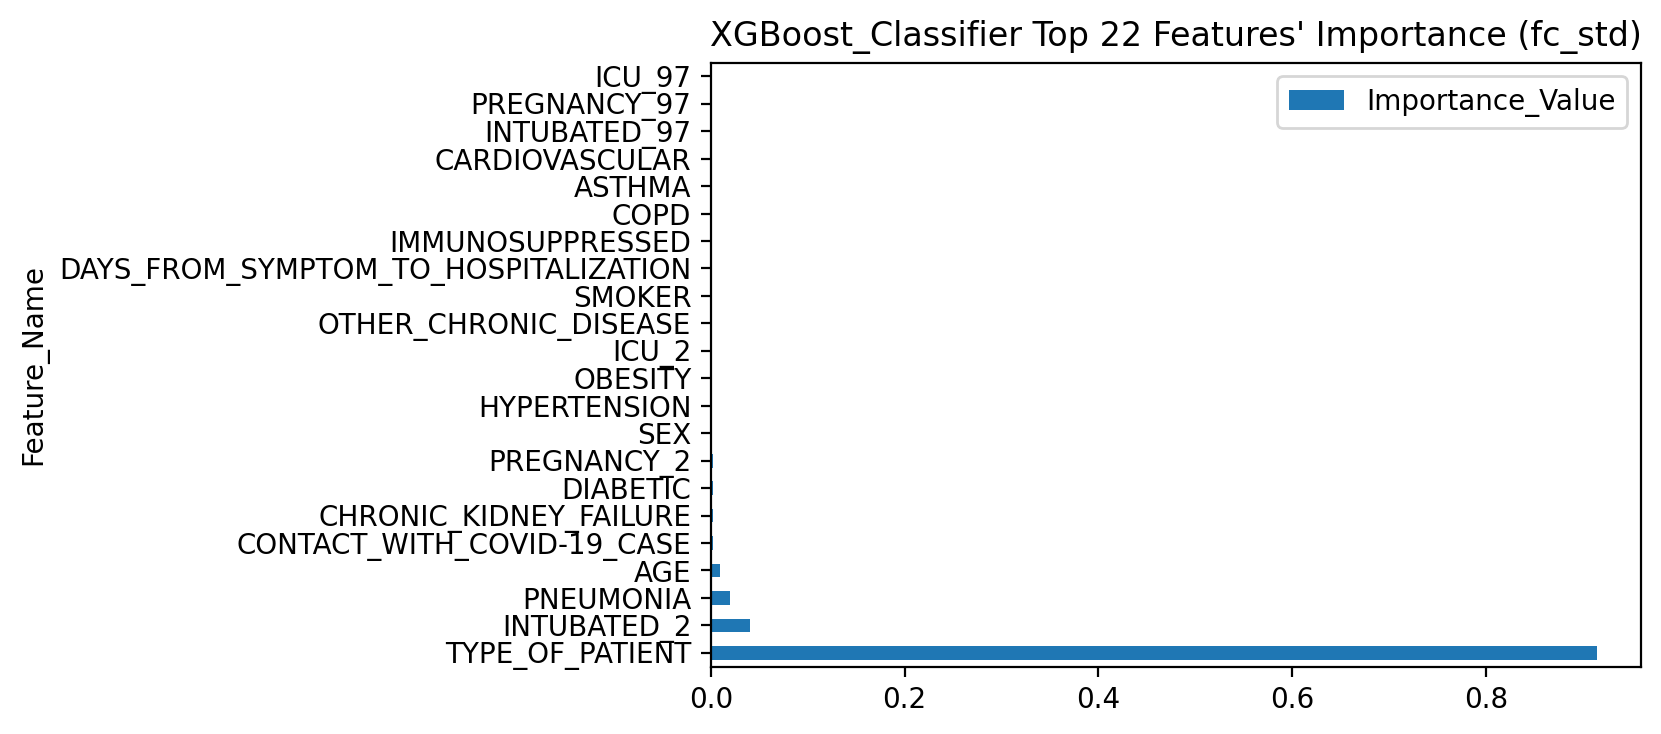 XGBoost_Classifier Top 22 Features' Importance (fc_std)
Importance_Value
Feature_Name
ICU_97
PREGNANCY_97
INTUBATED_97
CARDIOVASCULAR
ASTHMA
COPD
IMMUNOSUPPRESSED
DAYS_FROM_SYMPTOM_TO_HOSPITALIZATION
SMOKER
OTHER_CHRONIC_DISEASE
ICU_2
OBESITY
HYPERTENSION
SEX
PREGNANCY_2
DIABETIC
CHRONIC_KIDNEY_FAILURE
CONTACT_WITH_COVID-19_CASE
AGE
PNEUMONIA
INTUBATED_2
TYPE_OF_PATIENT
0.0 0.2 0.4 0.6 0.8